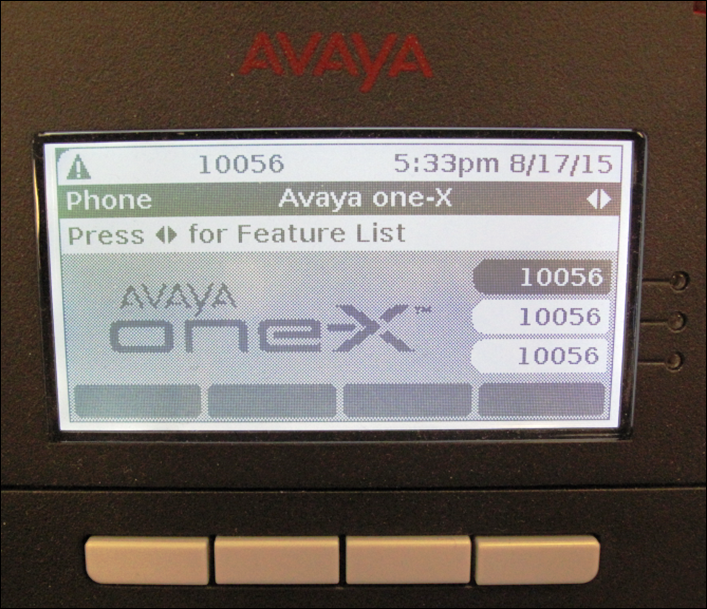 AVAYA
10056 5:33pm 8/17/15
Phone Avaya one-X
Press for Feature List
10056
AVAYA
one-X™
10056
10056